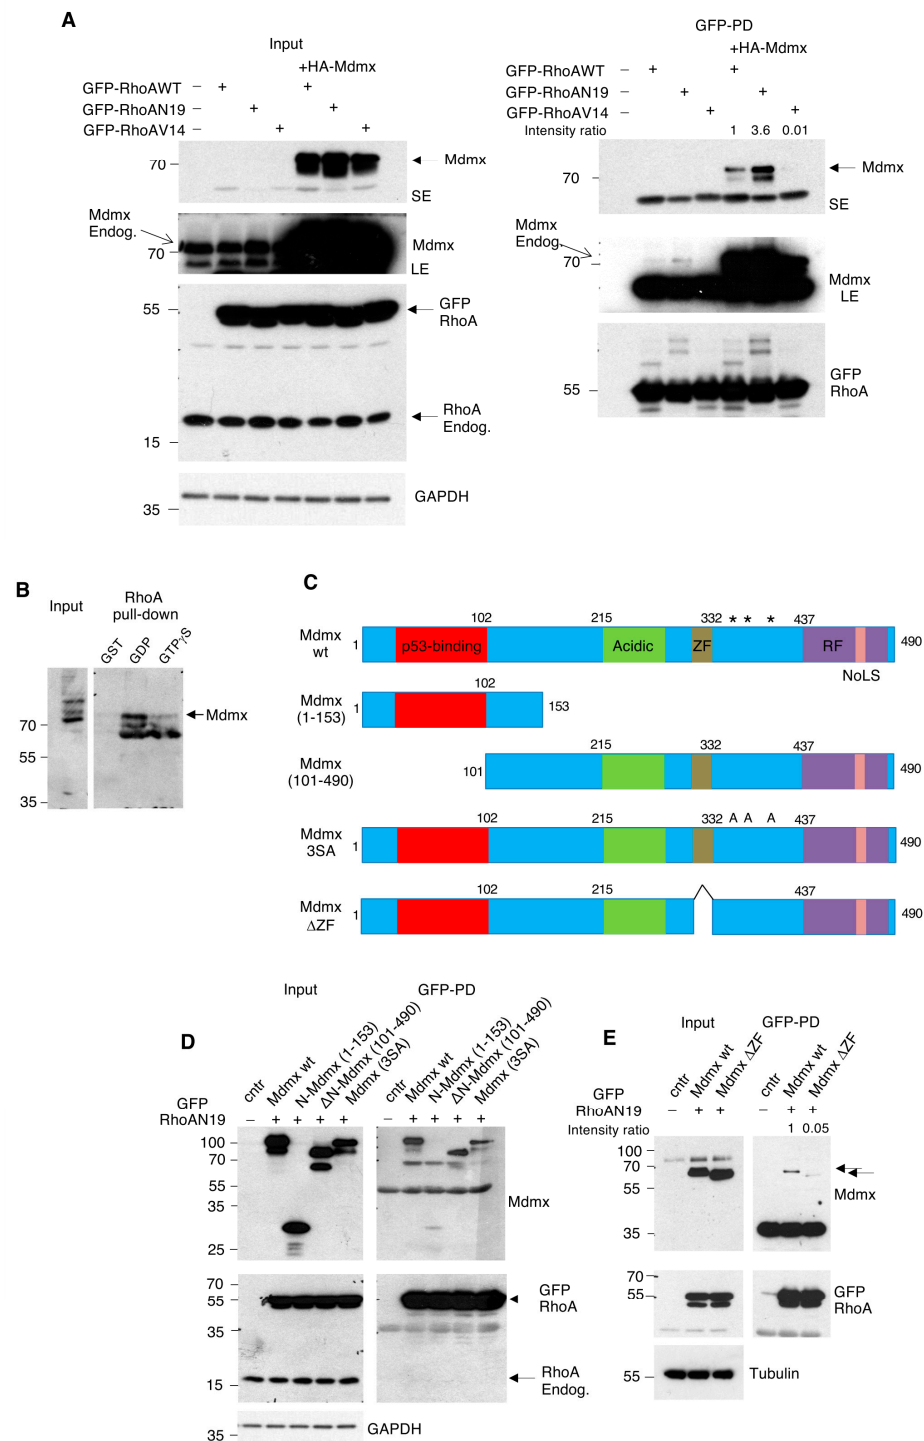 A
Input
+HA-Mdmx
GFP-RhoAWT – + +
GFP-RhoAN19 – + +
GFP-RhoAV14 – + +
70
Mdmx
SE
Mdmx
Endog.
70
Mdmx
LE
55
GFP
RhoA
RhoA
Endog.
15
GAPDH
35
GFP-PD
+HA-Mdmx
GFP-RhoAWT – + +
GFP-RhoAN19 – + +
GFP-RhoAV14 – + +
Intensity ratio 1 3.6 0.01
Mdmx
70
SE
Mdmx
Endog.
70
Mdmx
LE
GFP
RhoA
55
B
Input
RhoA
pull-down
GST
GDP
GTPγS
Mdmx
70
55
35
C
102 215 332 * * * 437
Mdmx
wt
1 p53-binding Acidic ZF RF 490
NoLS
102
Mdmx
(1-153)
1 153
215 332 437
Mdmx
(101-490)
101 490
102 215 332 A A A 437
Mdmx
3SA
1 490
102 215 437
Mdmx
ΔZF
1 490
D
Input
GFP-PD
cntr
Mdmx wt
N-Mdmx (1-153)
ΔN-Mdmx (101-490)
Mdmx (3SA)
cntr
Mdmx wt
N-Mdmx (1-153)
ΔN-Mdmx (101-490)
Mdmx (3SA)
GFP
RhoAN19 – + + + + – + + + +
100
70
55
35
25
Mdmx
70
55
35
15
GFP
RhoA
RhoA
Endog.
GAPDH
35
E
Input
GFP-PD
cntr
Mdmx wt
Mdmx ΔZF
cntr
Mdmx wt
Mdmx ΔZF
GFP
RhoAN19 – + + – + +
Intensity ratio 1 0.05
100
70
55
35
Mdmx
70
55
GFP
RhoA
55
Tubulin